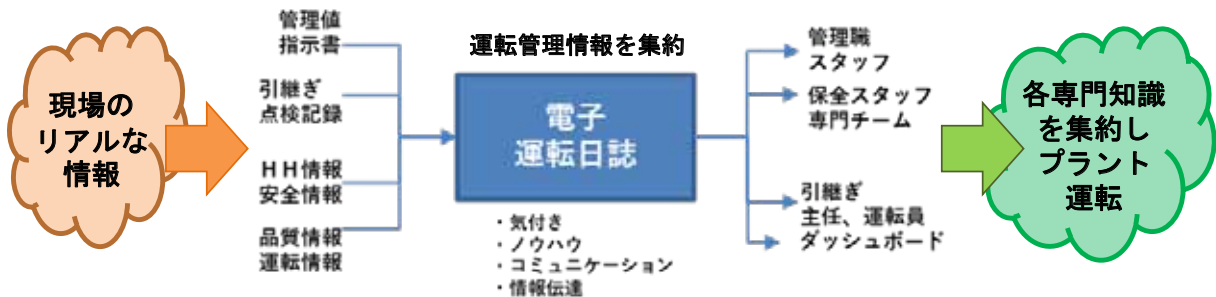 現場の
リアルな
情報
管理値
指示書
引継ぎ
点検記録
ＨＨ情報
安全情報
品質情報
運転情報
運転管理情報を集約
電子
運転日誌
・気付き
・ノウハウ
・コミュニケーション
・情報伝達
管理職
スタッフ
保全スタッフ
専門チーム
引継ぎ
主任、運転員
ダッシュボード
各専門知識
を集約し
プラント
運転